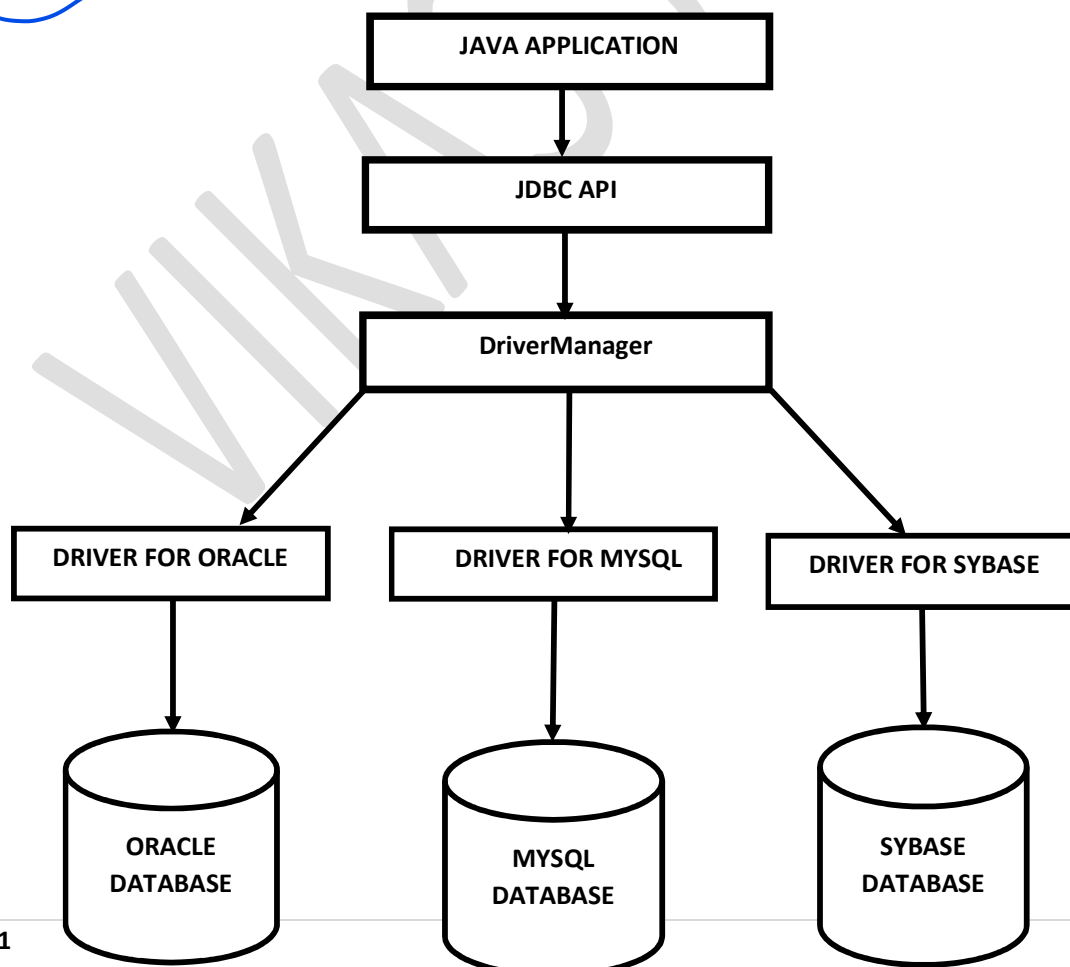 JAVA APPLICATION
JDBC API
DriverManager
DRIVER FOR ORACLE
DRIVER FOR MYSQL
DRIVER FOR SYBASE
ORACLE
DATABASE
MYSQL
DATABASE
SYBASE
DATABASE
1
VIKA